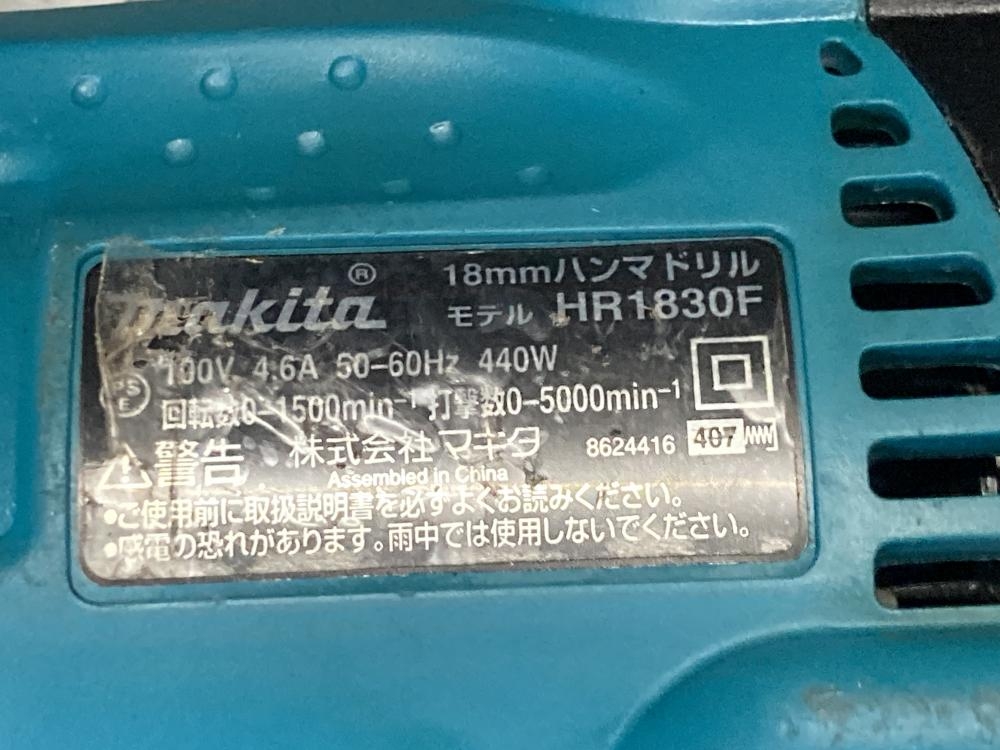 makita®
18mmハンマドリル
モデル HR1830F
100V 4.6A 50-60Hz 440W
PS
E
回転数0-1500min⁻¹ 打撃数0-5000min⁻¹
警告 株式会社マキタ 8624416 407
Assembled in China
•ご使用前に取扱説明書を必ずよくお読みください。
•感電の恐れがあります。雨中では使用しないでください。